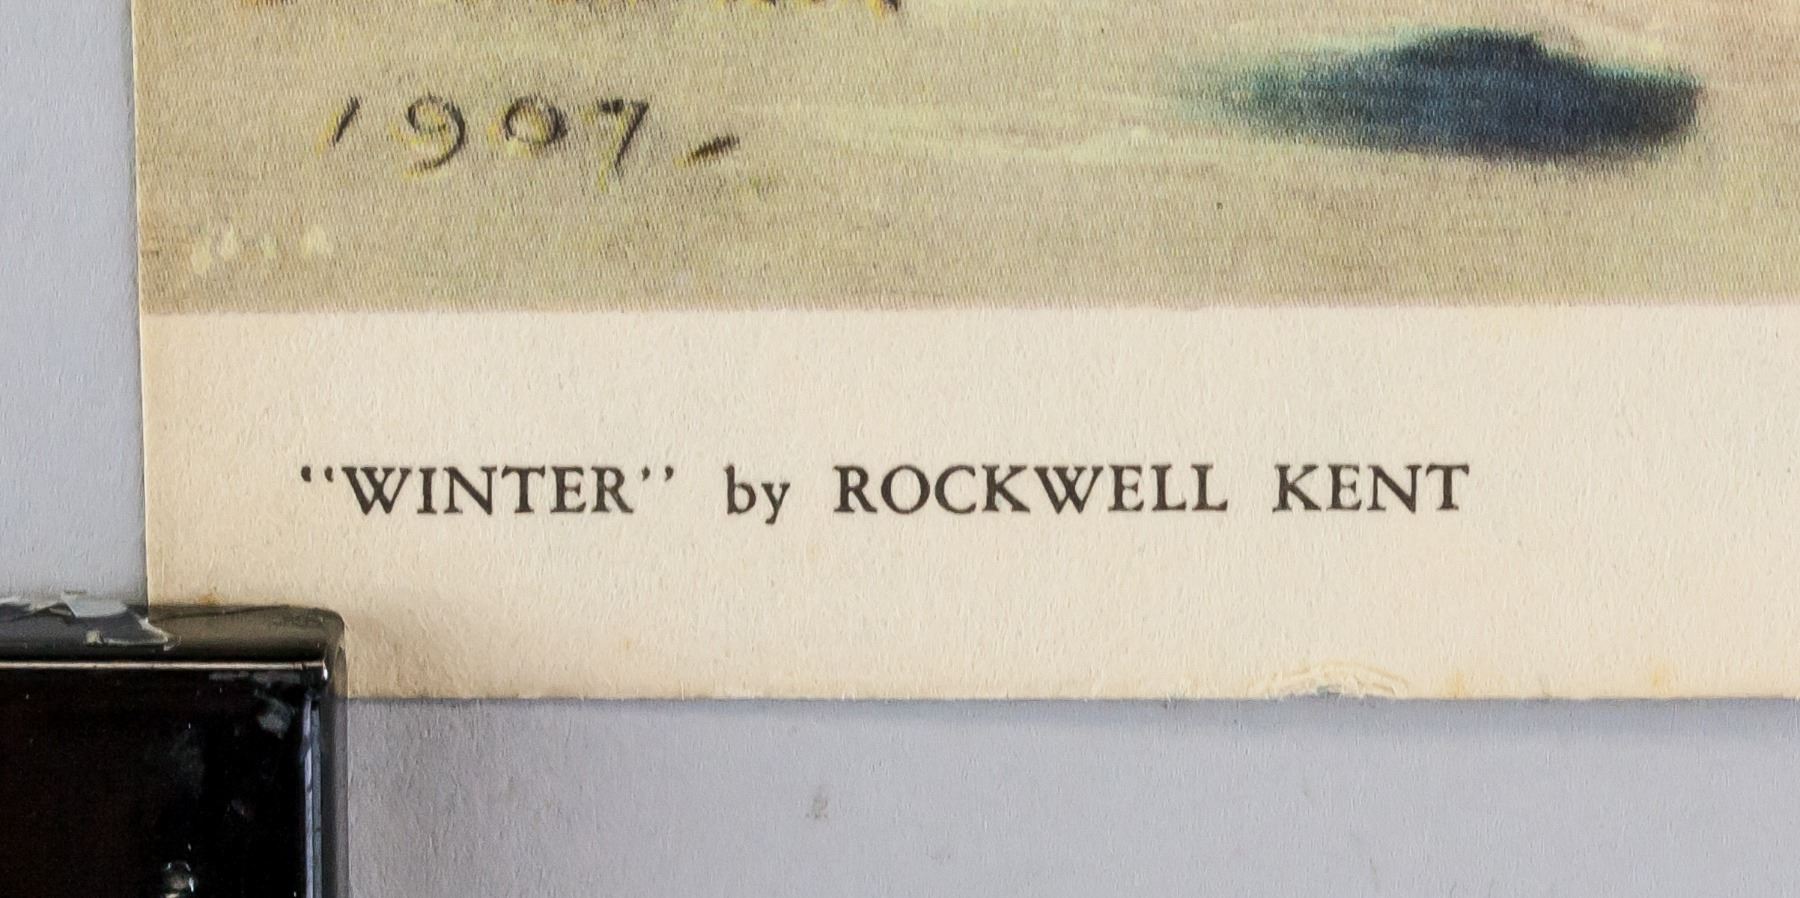 1907.
“WINTER” by ROCKWELL KENT